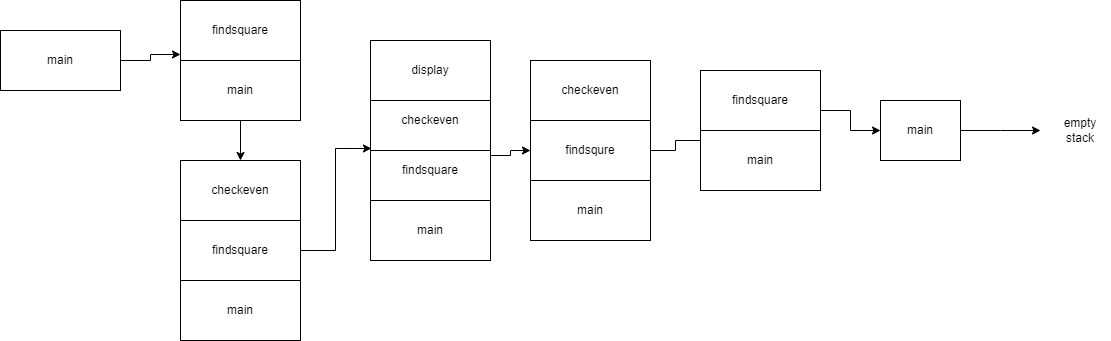 main
findsquare
main
checkeven
findsquare
main
display
checkeven
findsquare
main
checkeven
findsqure
main
findsquare
main
main
empty
stack